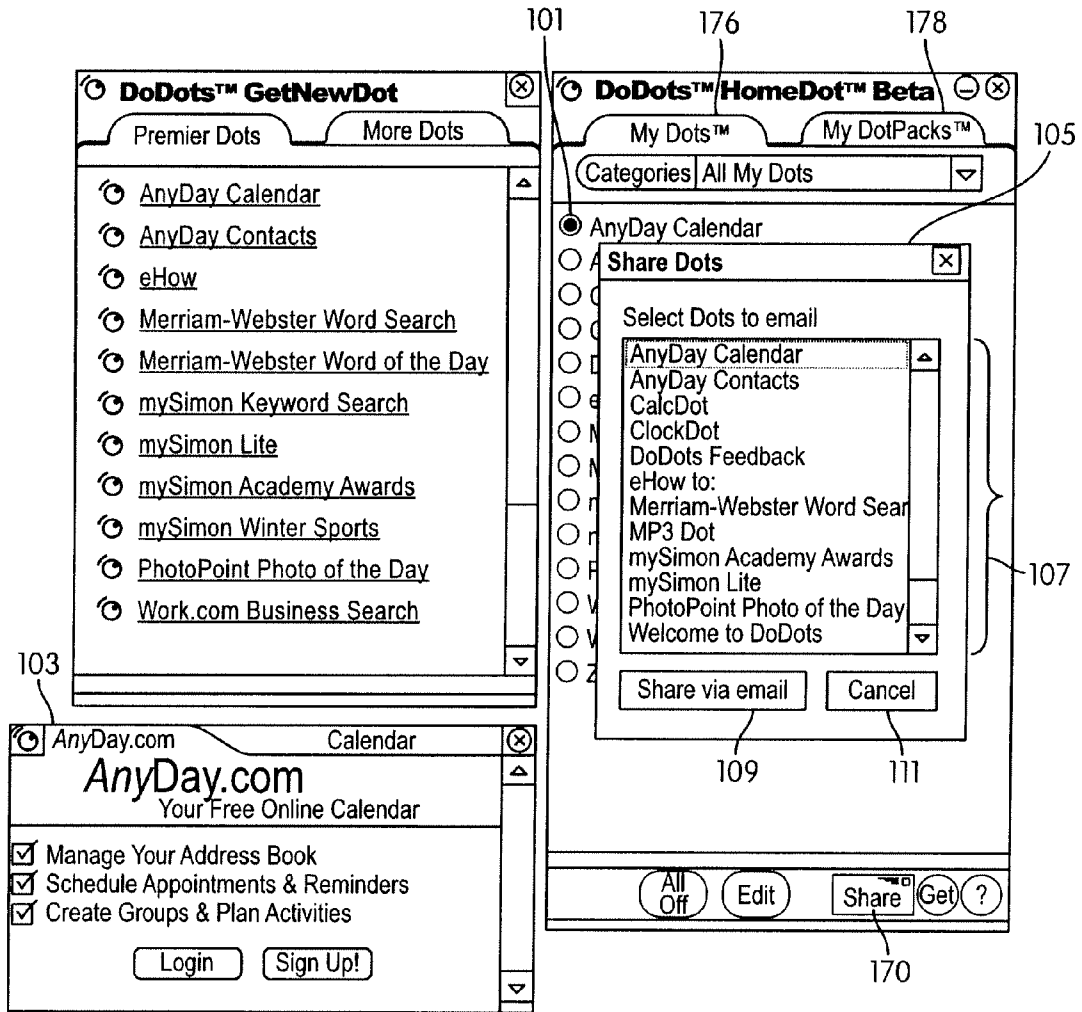 101
176
178
DoDots™ GetNewDot
Premier Dots
More Dots
AnyDay Calendar
AnyDay Contacts
eHow
Merriam-Webster Word Search
Merriam-Webster Word of the Day
mySimon Keyword Search
mySimon Lite
mySimon Academy Awards
mySimon Winter Sports
PhotoPoint Photo of the Day
Work.com Business Search
DoDots™ HomeDot™ Beta
My Dots™
My DotPacks™
105
Categories All My Dots
AnyDay Calendar
A
C
C
D
e
M
M
m
m
P
W
W
Z
Share Dots
Select Dots to email
AnyDay Calendar
AnyDay Contacts
CalcDot
ClockDot
DoDots Feedback
eHow to:
Merriam-Webster Word Sear
MP3 Dot
mySimon Academy Awards
mySimon Lite
PhotoPoint Photo of the Day
Welcome to DoDots
107
Share via email
Cancel
109
111
All
Off
Edit
Share
Get
?
170
103
AnyDay.com
Calendar
AnyDay.com
Your Free Online Calendar
Manage Your Address Book
Schedule Appointments & Reminders
Create Groups & Plan Activities
Login
Sign Up!